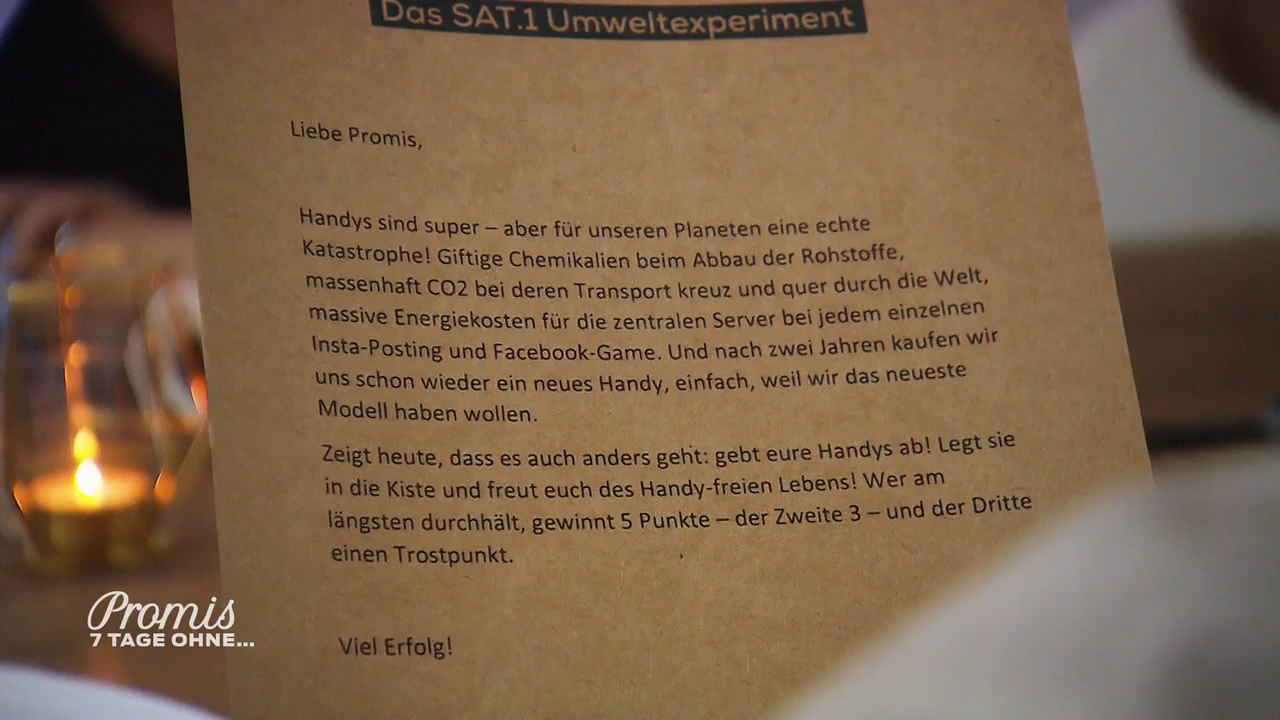 Das SAT.1 Umweltexperiment
Liebe Promis,
Handys sind super – aber für unseren Planeten eine echte
Katastrophe! Giftige Chemikalien beim Abbau der Rohstoffe,
massenhaft CO2 bei deren Transport kreuz und quer durch die Welt,
massive Energiekosten für die zentralen Server bei jedem einzelnen
Insta-Posting und Facebook-Game. Und nach zwei Jahren kaufen wir
uns schon wieder ein neues Handy, einfach, weil wir das neueste
Modell haben wollen.
Zeigt heute, dass es auch anders geht: gebt eure Handys ab! Legt sie
in die Kiste und freut euch des Handy-freien Lebens! Wer am
längsten durchhält, gewinnt 5 Punkte – der Zweite 3 – und der Dritte
einen Trostpunkt.
Viel Erfolg!
Promis
7 TAGE OHNE...